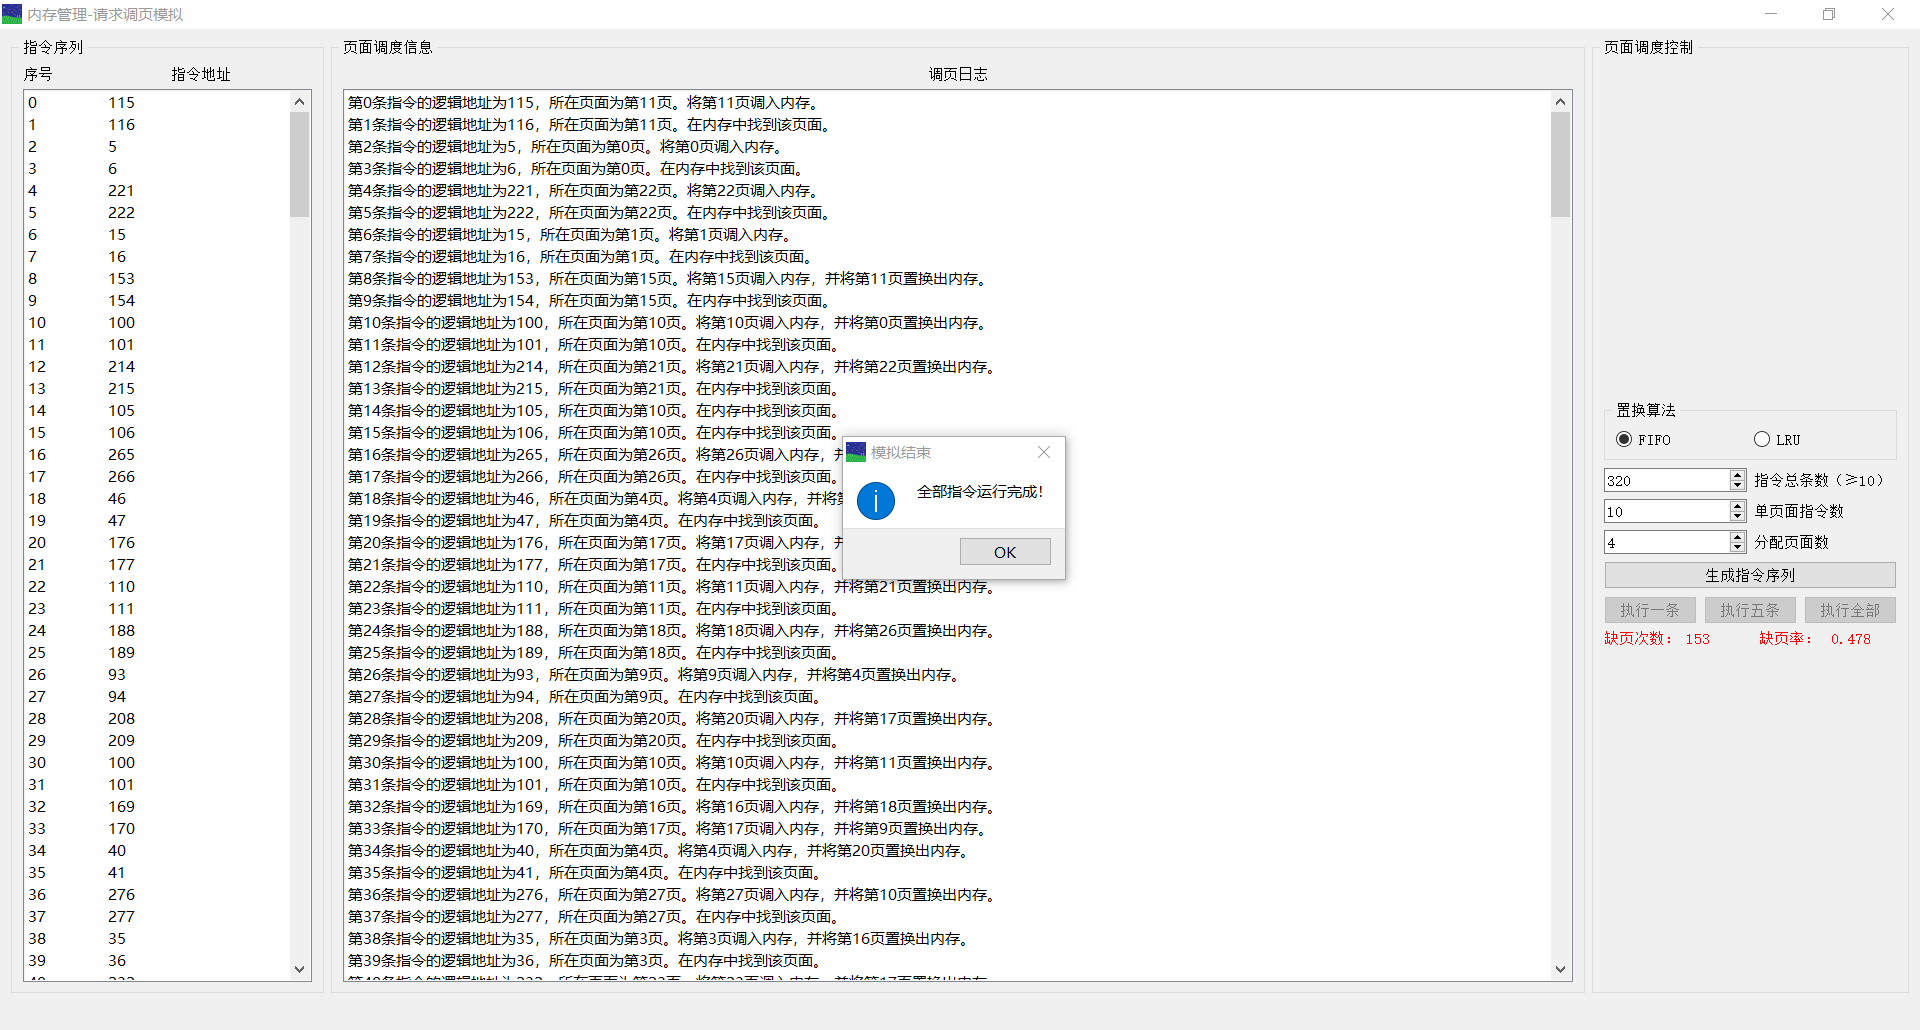 内存管理-请求调页模拟
指令序列
序号 指令地址
0 115
1 116
2 5
3 6
4 221
5 222
6 15
7 16
8 153
9 154
10 100
11 101
12 214
13 215
14 105
15 106
16 265
17 266
18 46
19 47
20 176
21 177
22 110
23 111
24 188
25 189
26 93
27 94
28 208
29 209
30 100
31 101
32 169
33 170
34 40
35 41
36 276
37 277
38 35
39 36
页面调度信息
调页日志
第0条指令的逻辑地址为115，所在页面为第11页。将第11页调入内存。
第1条指令的逻辑地址为116，所在页面为第11页。在内存中找到该页面。
第2条指令的逻辑地址为5，所在页面为第0页。将第0页调入内存。
第3条指令的逻辑地址为6，所在页面为第0页。在内存中找到该页面。
第4条指令的逻辑地址为221，所在页面为第22页。将第22页调入内存。
第5条指令的逻辑地址为222，所在页面为第22页。在内存中找到该页面。
第6条指令的逻辑地址为15，所在页面为第1页。将第1页调入内存。
第7条指令的逻辑地址为16，所在页面为第1页。在内存中找到该页面。
第8条指令的逻辑地址为153，所在页面为第15页。将第15页调入内存，并将第11页置换出内存。
第9条指令的逻辑地址为154，所在页面为第15页。在内存中找到该页面。
第10条指令的逻辑地址为100，所在页面为第10页。将第10页调入内存，并将第0页置换出内存。
第11条指令的逻辑地址为101，所在页面为第10页。在内存中找到该页面。
第12条指令的逻辑地址为214，所在页面为第21页。将第21页调入内存，并将第22页置换出内存。
第13条指令的逻辑地址为215，所在页面为第21页。在内存中找到该页面。
第14条指令的逻辑地址为105，所在页面为第10页。在内存中找到该页面。
第15条指令的逻辑地址为106，所在页面为第10页。在内存中找到该页面。
第16条指令的逻辑地址为265，所在页面为第26页。将第26页调入内存，
第17条指令的逻辑地址为266，所在页面为第26页。在内存中找到该页面。
第18条指令的逻辑地址为46，所在页面为第4页。将第4页调入内存，并将第
第19条指令的逻辑地址为47，所在页面为第4页。在内存中找到该页面。
第20条指令的逻辑地址为176，所在页面为第17页。将第17页调入内存，
第21条指令的逻辑地址为177，所在页面为第17页。在内存中找到该页面。
第22条指令的逻辑地址为110，所在页面为第11页。将第11页调入内存，并将第21页置换出内存。
第23条指令的逻辑地址为111，所在页面为第11页。在内存中找到该页面。
第24条指令的逻辑地址为188，所在页面为第18页。将第18页调入内存，并将第26页置换出内存。
第25条指令的逻辑地址为189，所在页面为第18页。在内存中找到该页面。
第26条指令的逻辑地址为93，所在页面为第9页。将第9页调入内存，并将第4页置换出内存。
第27条指令的逻辑地址为94，所在页面为第9页。在内存中找到该页面。
第28条指令的逻辑地址为208，所在页面为第20页。将第20页调入内存，并将第17页置换出内存。
第29条指令的逻辑地址为209，所在页面为第20页。在内存中找到该页面。
第30条指令的逻辑地址为100，所在页面为第10页。将第10页调入内存，并将第11页置换出内存。
第31条指令的逻辑地址为101，所在页面为第10页。在内存中找到该页面。
第32条指令的逻辑地址为169，所在页面为第16页。将第16页调入内存，并将第18页置换出内存。
第33条指令的逻辑地址为170，所在页面为第17页。将第17页调入内存，并将第9页置换出内存。
第34条指令的逻辑地址为40，所在页面为第4页。将第4页调入内存，并将第20页置换出内存。
第35条指令的逻辑地址为41，所在页面为第4页。在内存中找到该页面。
第36条指令的逻辑地址为276，所在页面为第27页。将第27页调入内存，并将第10页置换出内存。
第37条指令的逻辑地址为277，所在页面为第27页。在内存中找到该页面。
第38条指令的逻辑地址为35，所在页面为第3页。将第3页调入内存，并将第16页置换出内存。
第39条指令的逻辑地址为36，所在页面为第3页。在内存中找到该页面。
模拟结束
全部指令运行完成！
OK
页面调度控制
置换算法
FIFO LRU
320 指令总条数（≥10）
10 单页面指令数
4 分配页面数
生成指令序列
执行一条 执行五条 执行全部
缺页次数： 153 缺页率： 0.478